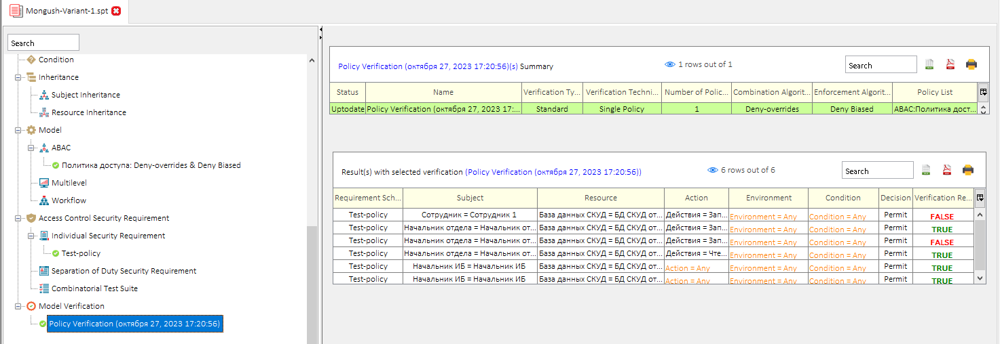 Mongush-Variant-1.spt
Search
Condition
Inheritance
Subject Inheritance
Resource Inheritance
Model
ABAC
Политика доступа: Deny-overrides & Deny Biased
Multilevel
Workflow
Access Control Security Requirement
Individual Security Requirement
Test-policy
Separation of Duty Security Requirement
Combinatorial Test Suite
Model Verification
Policy Verification (октября 27, 2023 17:20:56)
Policy Verification (октября 27, 2023 17:20:56)(s) Summary 1 rows out of 1 Search
Status Name Verification Ty... Verification Techni... Number of Polic... Combination Algorit... Enforcement Algorit... Policy List
Uptodate Policy Verification (октября 27, 2023 17:... Standard Single Policy 1 Deny-overrides Deny Biased ABAC:Политика дост...
Result(s) with selected verification (Policy Verification (октября 27, 2023 17:20:56)) 6 rows out of 6 Search
Requirement Sch... Subject Resource Action Environment Condition Decision Verification Re...
Test-policy Сотрудник = Сотрудник 1 База данных СКУД = БД СКУД от... Действия = Зап... Environment = Any Condition = Any Permit FALSE
Test-policy Начальник отдела = Начальник от... База данных СКУД = БД СКУД от... Действия = Зап... Environment = Any Condition = Any Permit TRUE
Test-policy Начальник отдела = Начальник от... База данных СКУД = БД СКУД от... Действия = Зап... Environment = Any Condition = Any Permit FALSE
Test-policy Начальник отдела = Начальник от... База данных СКУД = БД СКУД от... Действия = Чте... Environment = Any Condition = Any Permit TRUE
Test-policy Начальник ИБ = Начальник ИБ База данных СКУД = БД СКУД от... Action = Any Environment = Any Condition = Any Permit TRUE
Test-policy Начальник ИБ = Начальник ИБ База данных СКУД = БД СКУД от... Action = Any Environment = Any Condition = Any Permit TRUE